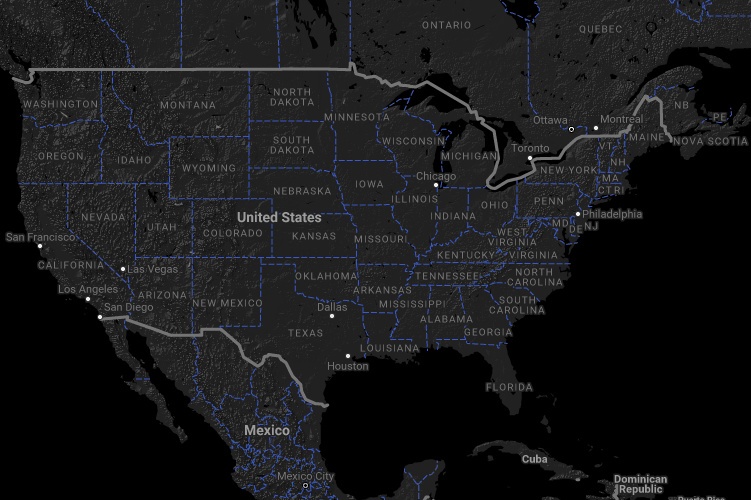 ONTARIO
QUEBEC
WASHINGTON
MONTANA
NORTH
DAKOTA
MINNESOTA
Ottawa
Montreal
NB
PE
NOVA SCOTIA
MAINE
OREGON
IDAHO
WYOMING
SOUTH
DAKOTA
WISCONSIN
MICHIGAN
Toronto
VT
NH
NEW YORK
MA
CT
RI
Chicago
IOWA
NEBRASKA
ILLINOIS
INDIANA
OHIO
PENN
Philadelphia
MD
DE
NJ
United States
NEVADA
UTAH
COLORADO
KANSAS
MISSOURI
WEST
VIRGINIA
KENTUCKY
VIRGINIA
San Francisco
CALIFORNIA
Las Vegas
Los Angeles
San Diego
ARIZONA
NEW MEXICO
OKLAHOMA
ARKANSAS
TENNESSEE
NORTH
CAROLINA
MISSISSIPPI
SOUTH
CAROLINA
ALABAMA
GEORGIA
Dallas
TEXAS
LOUISIANA
Houston
FLORIDA
Mexico
Mexico City
Cuba
Dominican
Republic
Puerto Rico